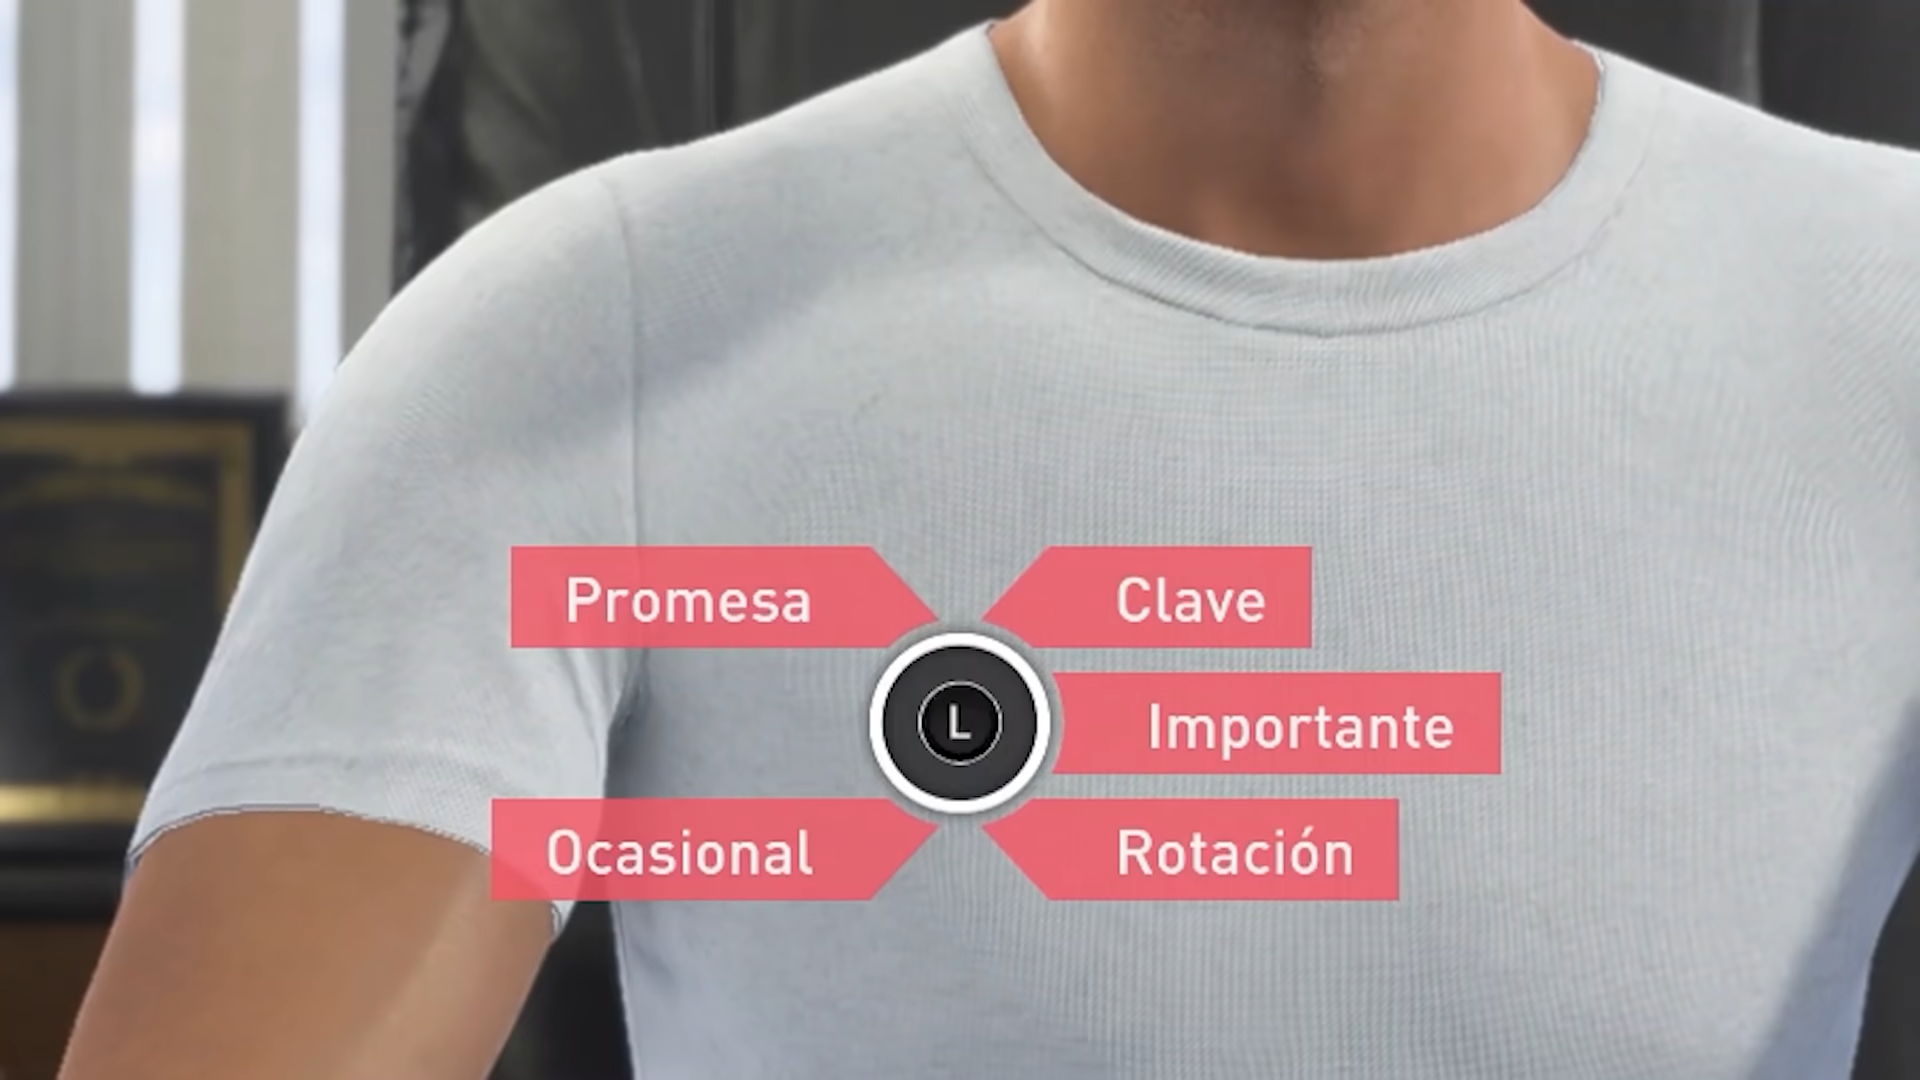 Promesa
Clave
L
Importante
Ocasional
Rotación